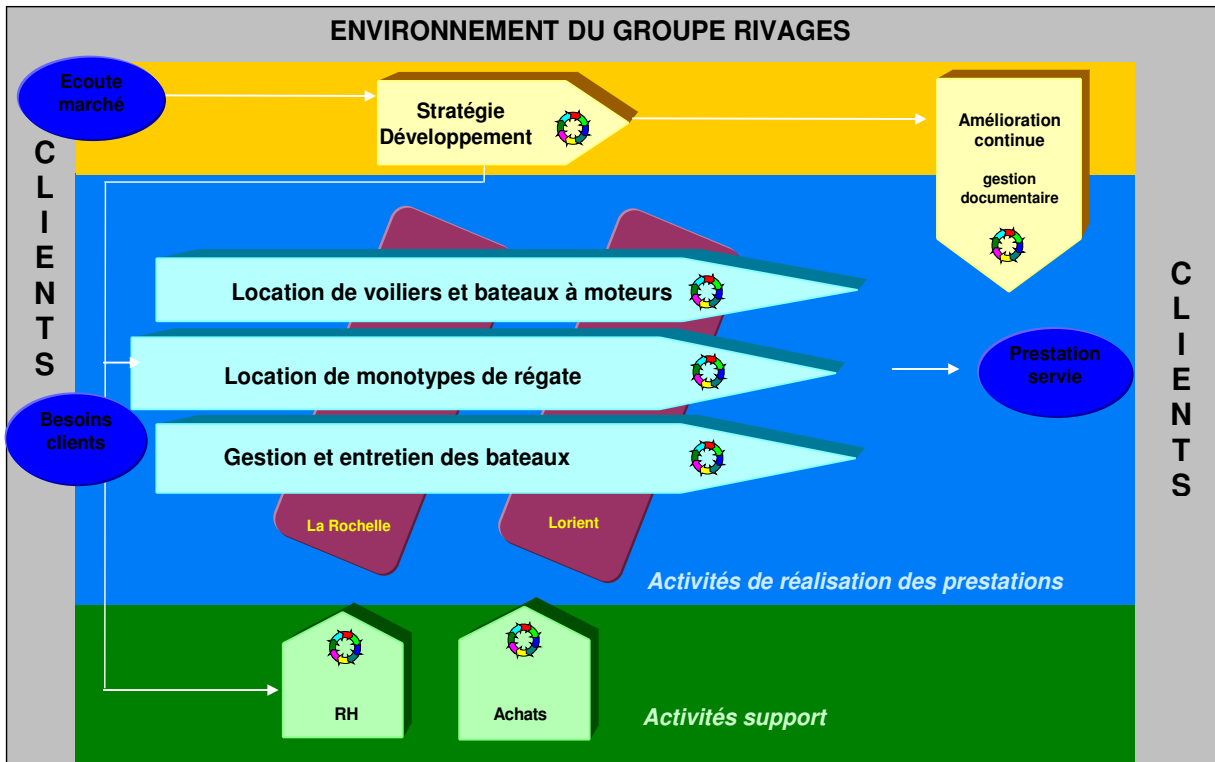 ENVIRONNEMENT DU GROUPE RIVAGES
Ecoute
marché
Stratégie
Développement
Amélioration
continue
gestion
documentaire
CLIENTS
Location de voiliers et bateaux à moteurs
Location de monotypes de régate
Gestion et entretien des bateaux
Besoins
clients
Prestation
servie
CLIENTS
La Rochelle
Lorient
Activités de réalisation des prestations
RH
Achats
Activités support